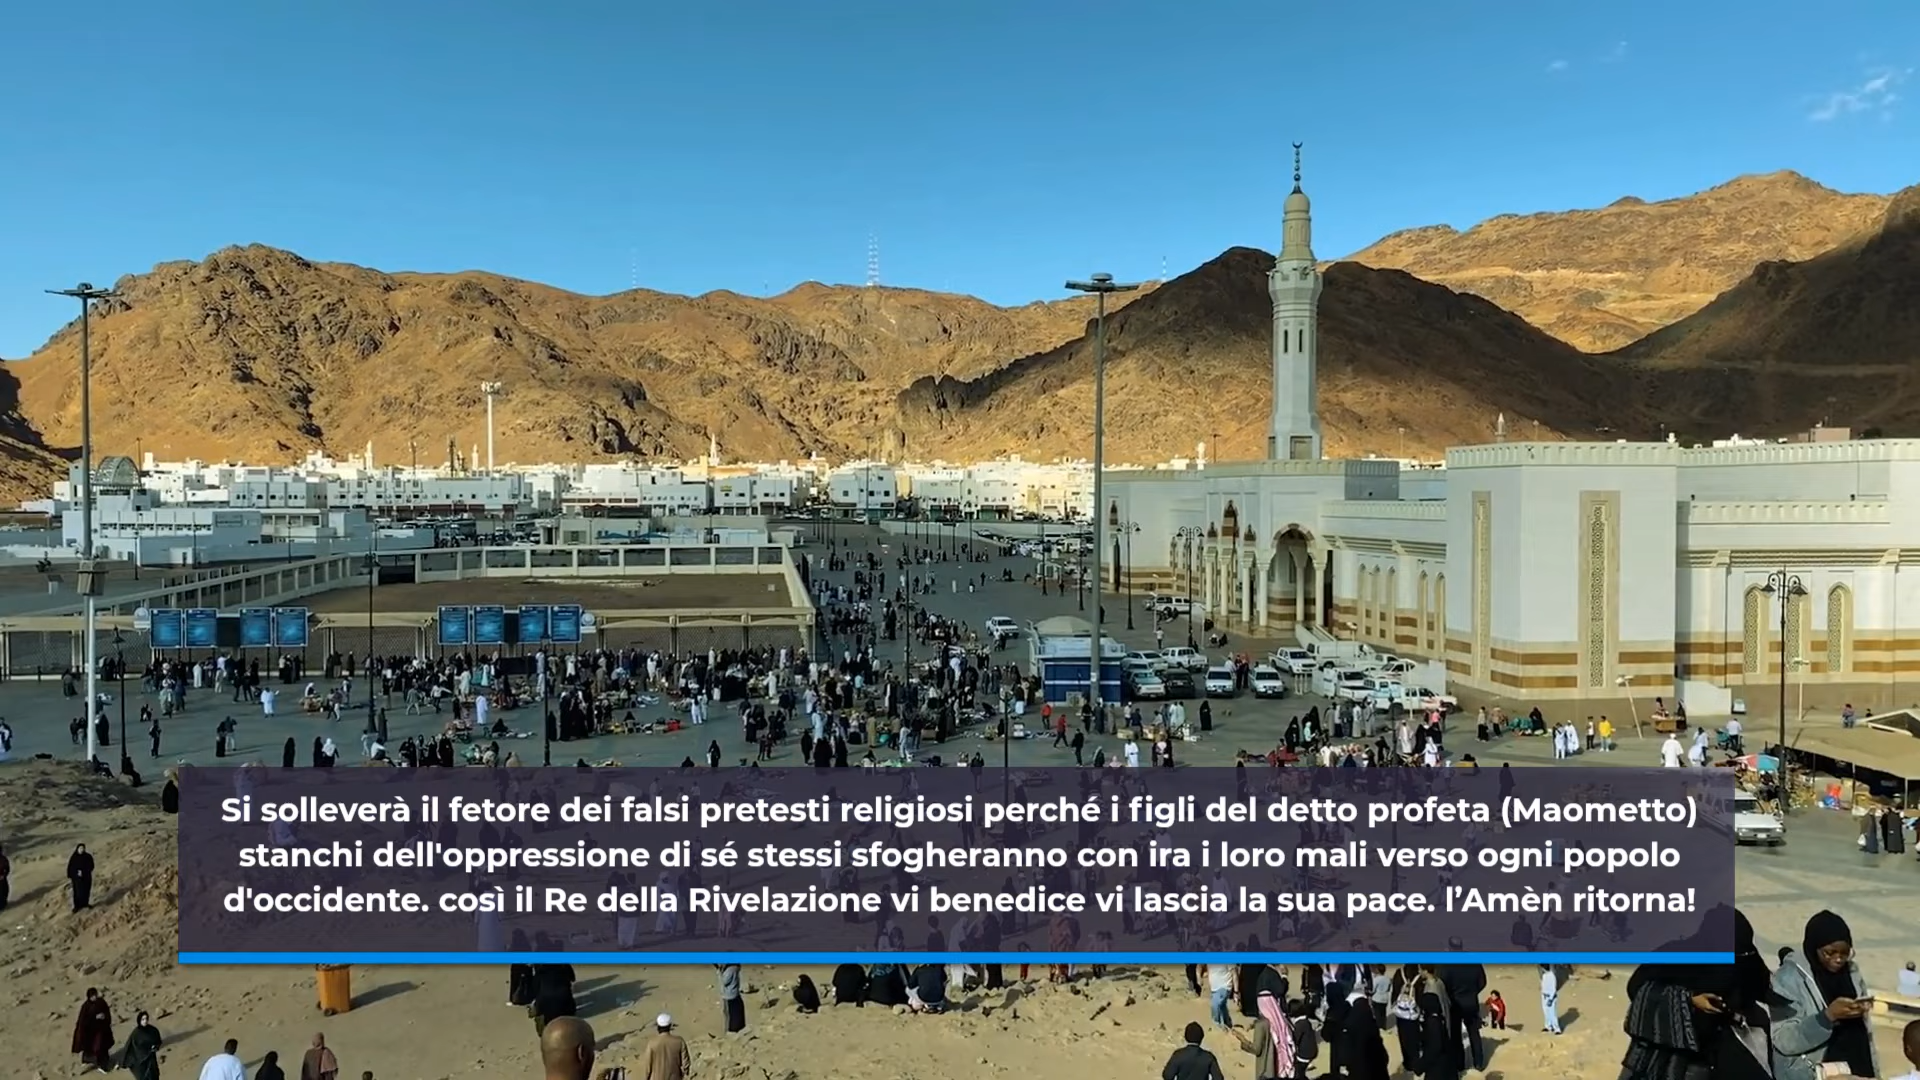 Si solleverà il fetore dei falsi pretesti religiosi perché i figli del detto profeta (Maometto)
stanchi dell'oppressione di sé stessi sfogheranno con ira i loro mali verso ogni popolo
d'occidente. così il Re della Rivelazione vi benedice vi lascia la sua pace. l’Amèn ritorna!